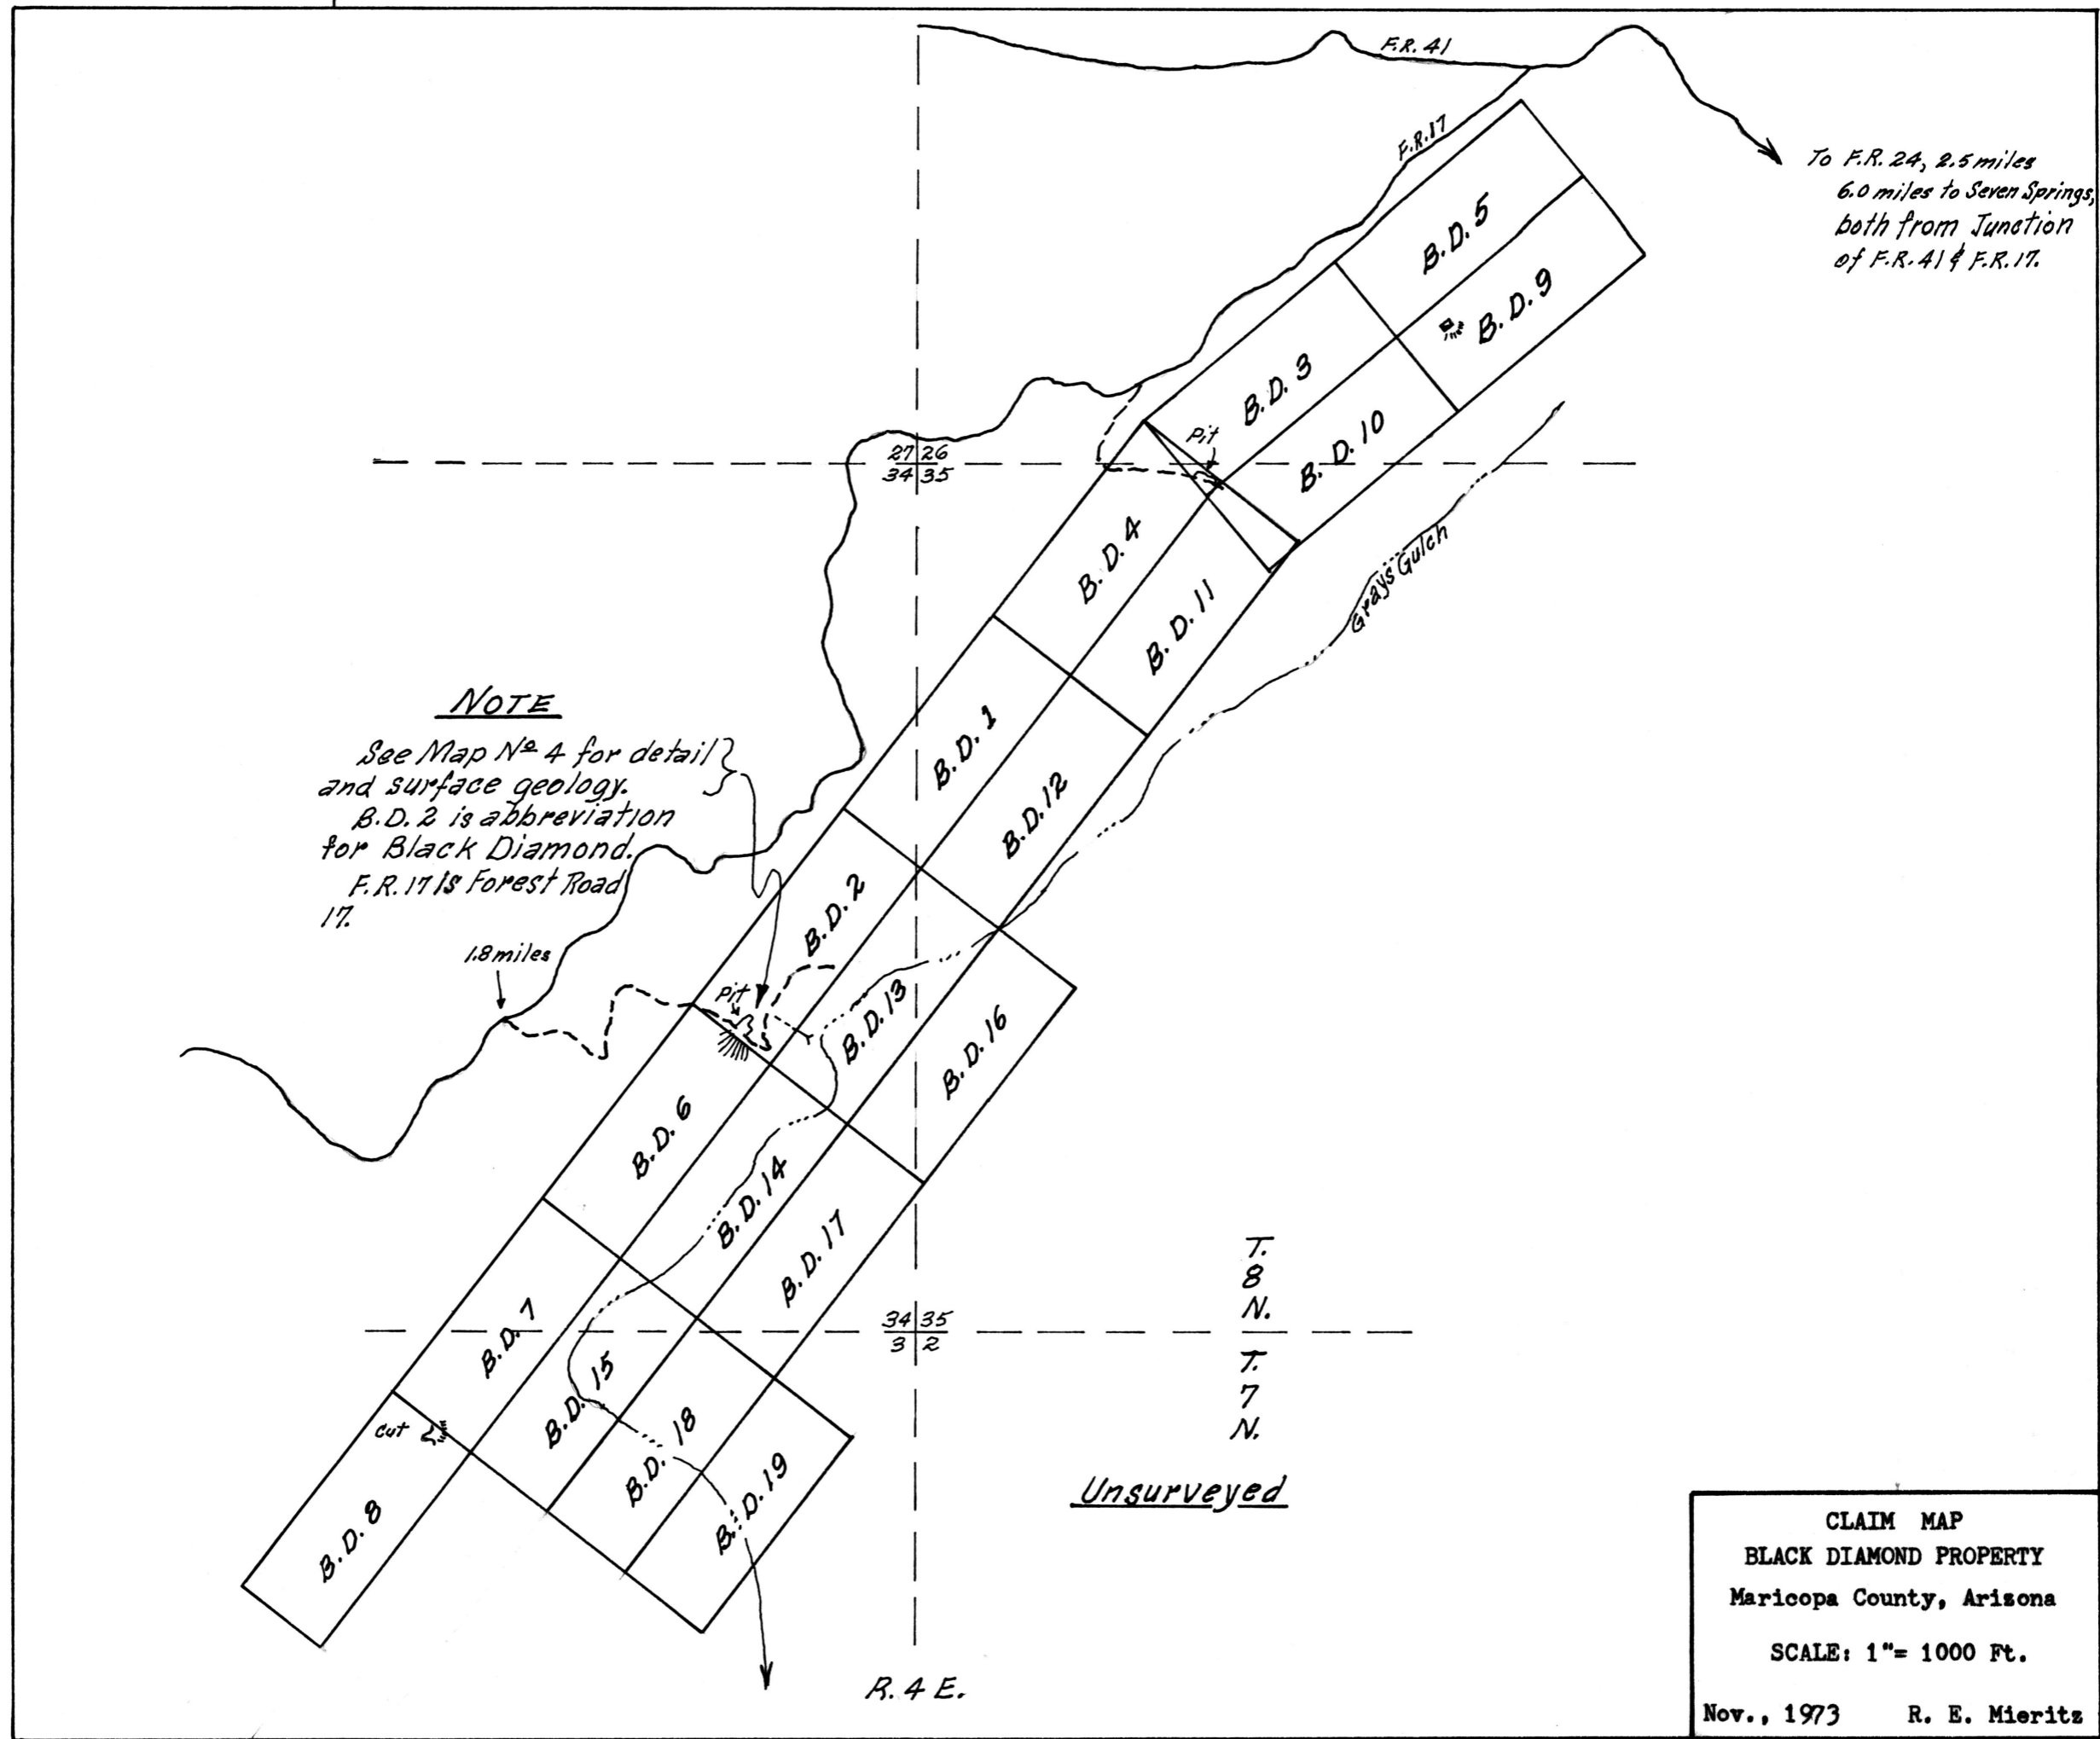 F.R. 41
F.R.17
To F.R. 24, 2.5 miles
6.0 miles to Seven Springs,
both from Junction
of F.R. 41 & F.R. 17.
B.D. 5
B.D. 9
B.D. 3
Pit
B.D. 10
27 26
34 35
B.D. 4
B.D. 11
Grays Gulch
NOTE
See Map Nº 4 for detail
and surface geology.
B.D. 2 is abbreviation
for Black Diamond.
F.R. 17 is Forest Road
17.
B.D. 1
B.D. 12
B.D. 2
1.8 miles
Pit
B.D. 13
B.D. 16
B.D. 6
B.D. 14
B.D. 17
T.
8
N.
34 35
3 2
T.
7
N.
B.D. 7
B.D. 15
Cut
B.D. 18
B.D. 19
B.D. 8
Unsurveyed
R. 4 E.
CLAIM MAP
BLACK DIAMOND PROPERTY
Maricopa County, Arizona
SCALE: 1"= 1000 Ft.
Nov., 1973 R. E. Mieritz